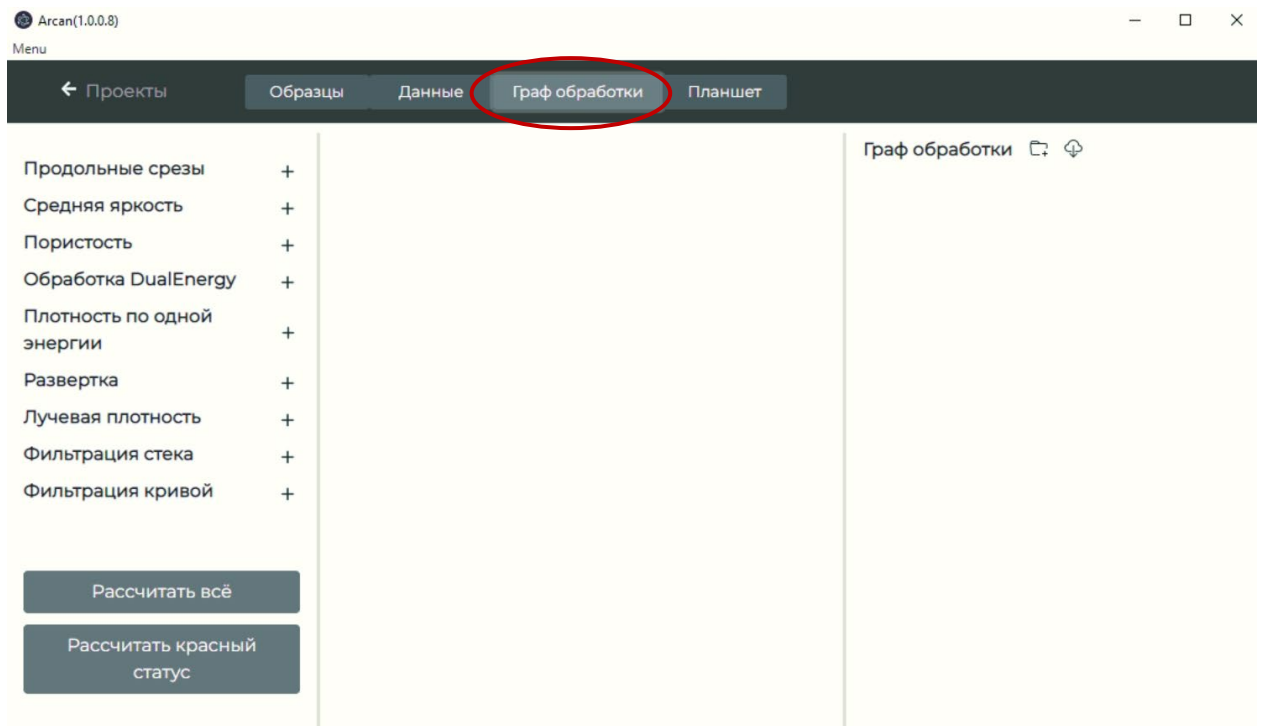 Arcan(1.0.0.8)
Menu
Проекты
Образцы
Данные
Граф обработки
Планшет
Продольные срезы
Средняя яркость
Пористость
Обработка DualEnergy
Плотность по одной
энергии
Развертка
Лучевая плотность
Фильтрация стека
Фильтрация кривой
Рассчитать всё
Рассчитать красный
статус
Граф обработки